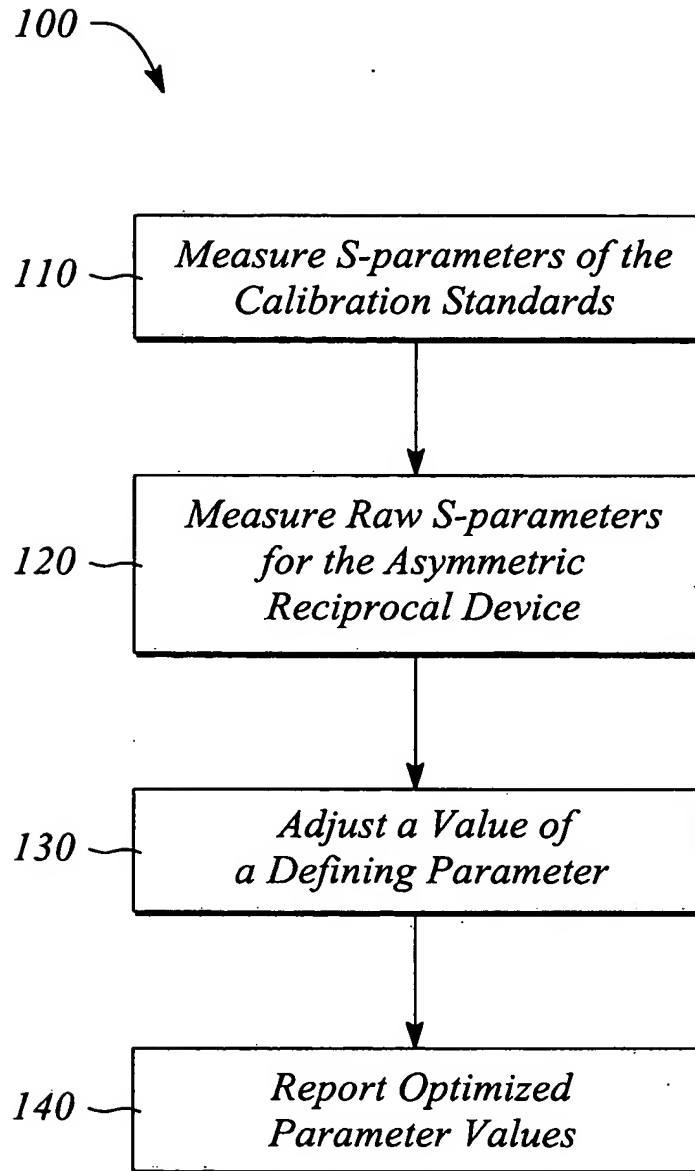 100
110
Measure S-parameters of the
Calibration Standards
120
Measure Raw S-parameters
for the Asymmetric
Reciprocal Device
130
Adjust a Value of
a Defining Parameter
140
Report Optimized
Parameter Values